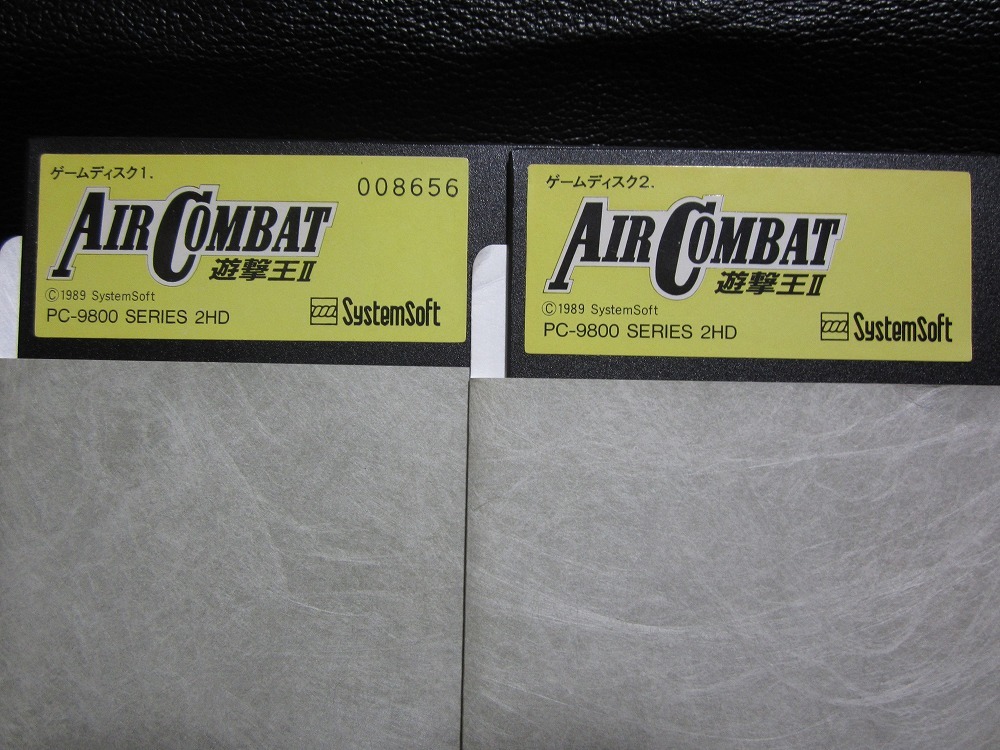 ゲームディスク1.
008656
AIR COMBAT
遊撃王II
©1989 SystemSoft
PC-9800 SERIES 2HD
SystemSoft
ゲームディスク2.
AIR COMBAT
遊撃王II
©1989 SystemSoft
PC-9800 SERIES 2HD
SystemSoft